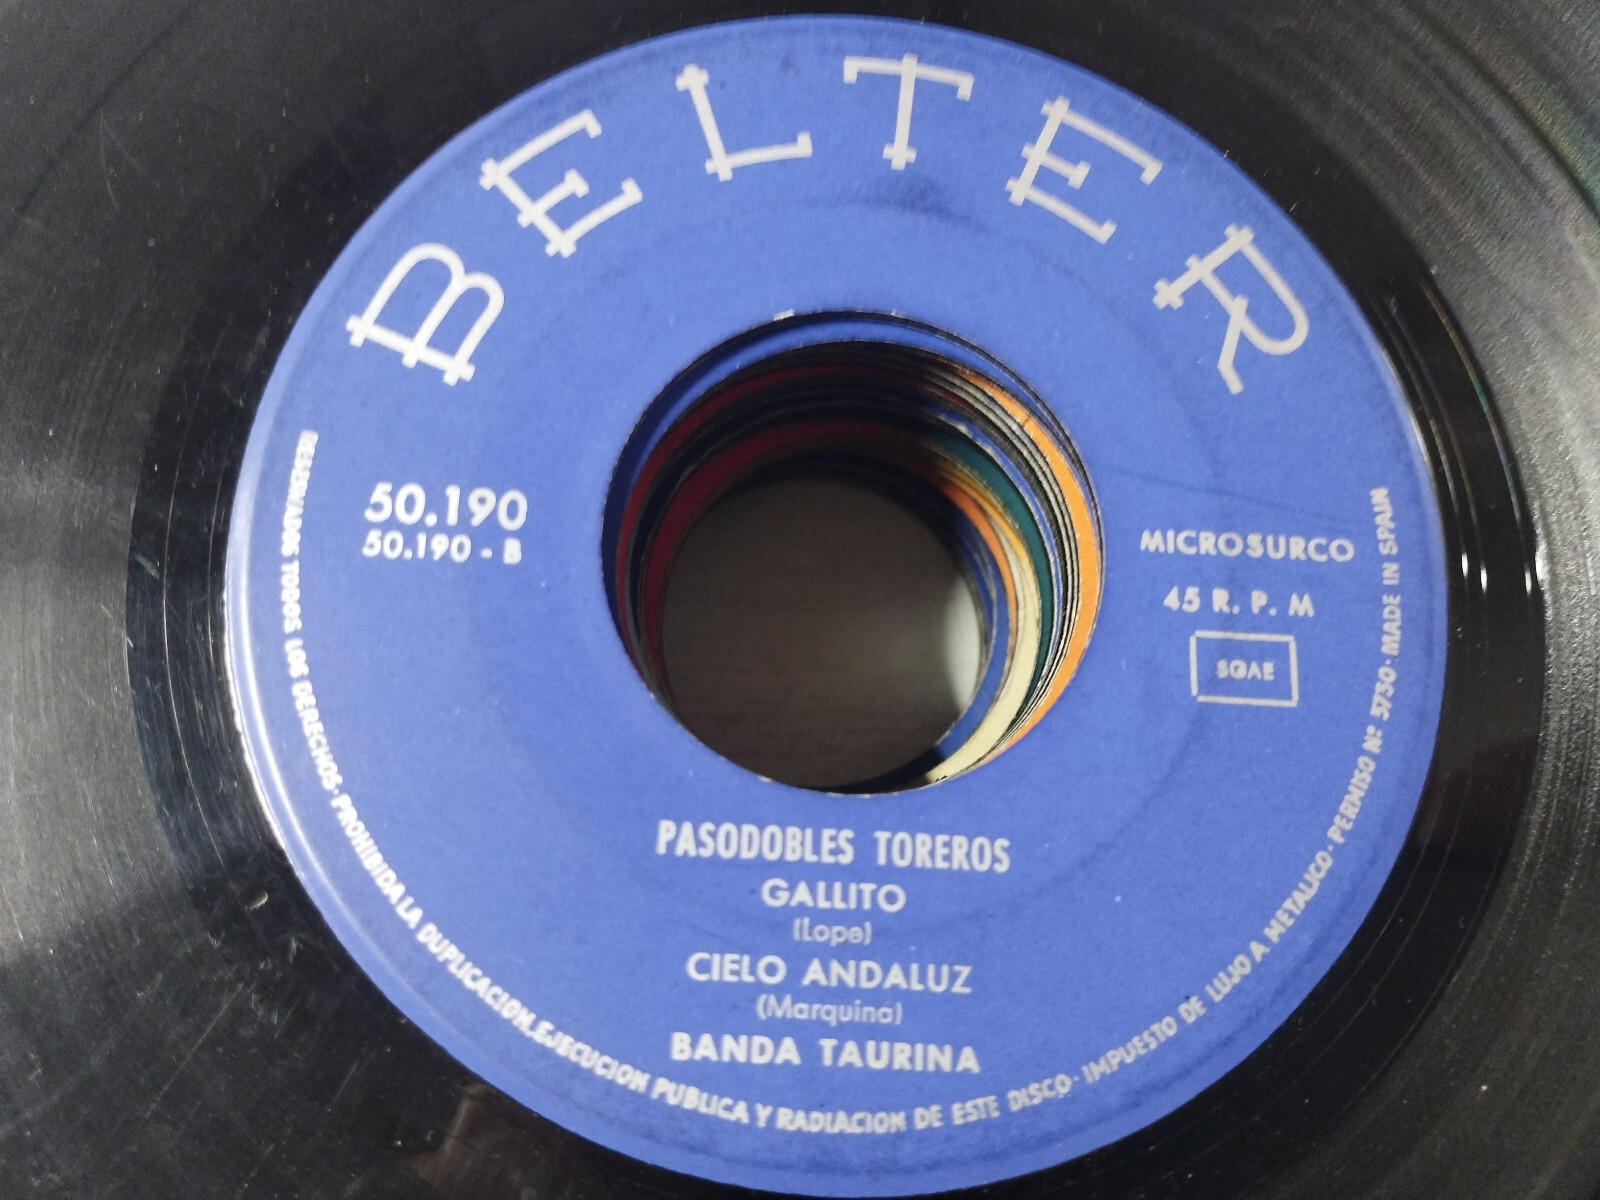 BELTER
50.190
50.190 - B
MICROSURCO
45 R. P. M
SGAE
PASODOBLES TOREROS
GALLITO
(Lope)
CIELO ANDALUZ
(Marquina)
BANDA TAURINA
RESERVADOS TODOS LOS DERECHOS · PROHIBIDA LA DUPLICACION, EJECUCION PUBLICA Y RADIACION DE ESTE DISCO · IMPUESTO DE LUJO A METALICO · PERMISO Nº 3730 · MADE IN SPAIN